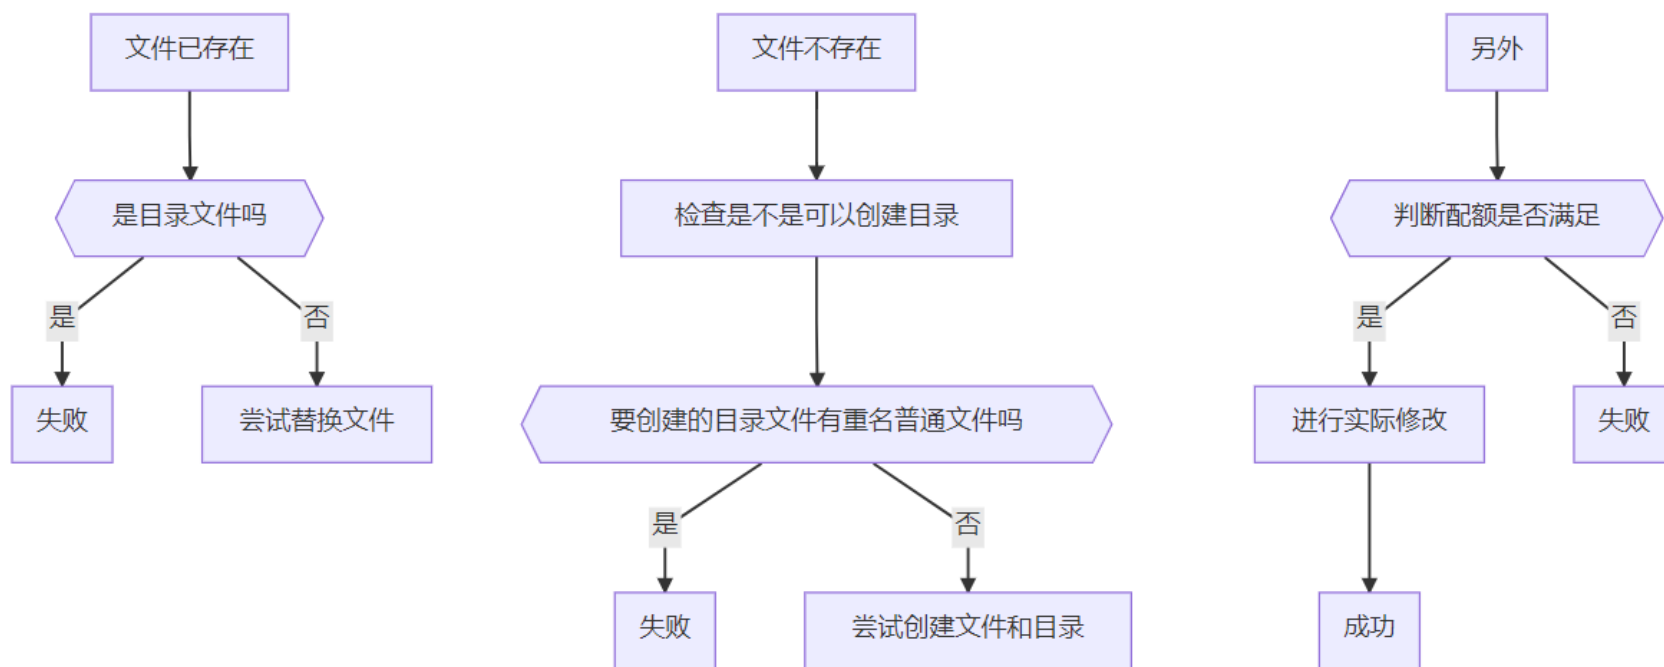 文件已存在
文件不存在
另外
是目录文件吗
检查是不是可以创建目录
判断配额是否满足
是
否
是
否
失败
尝试替换文件
要创建的目录文件有重名普通文件吗
进行实际修改
失败
是
否
失败
尝试创建文件和目录
成功